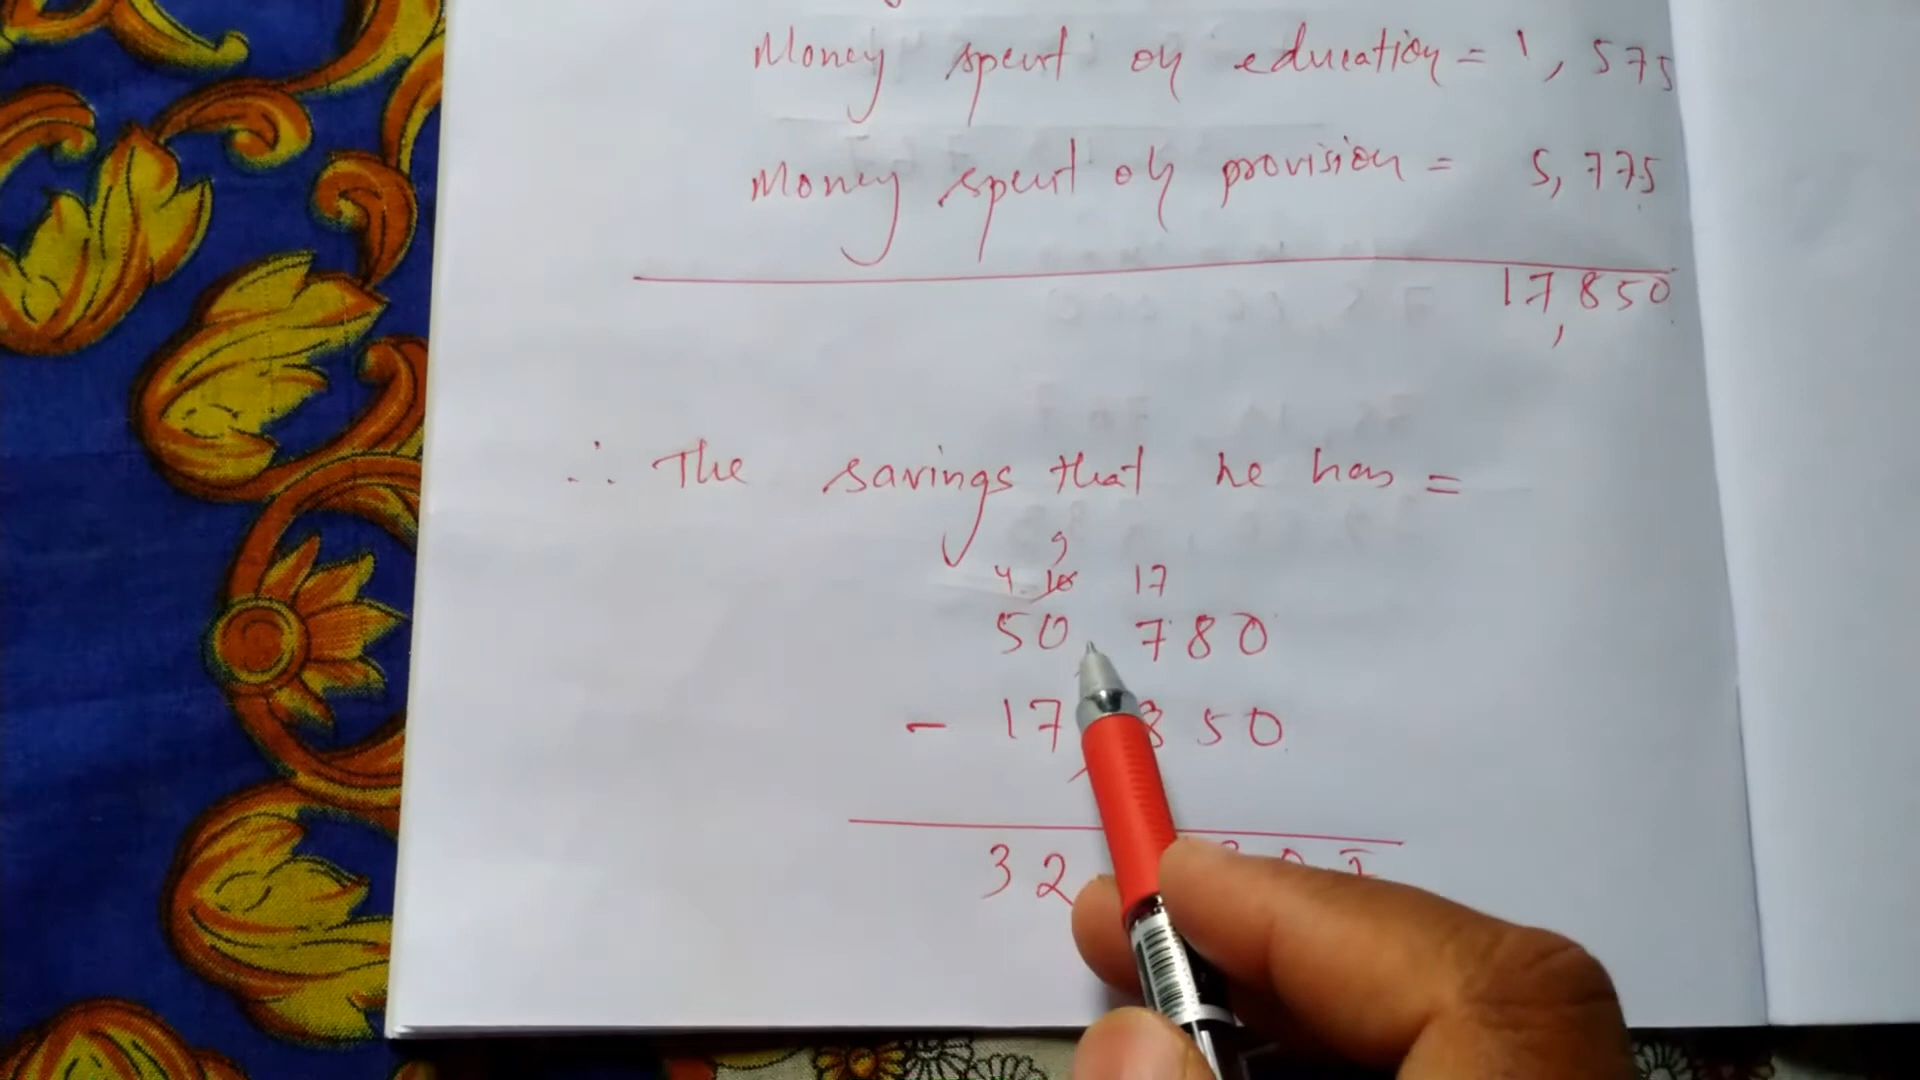 Money spent on education = 1,575
Money spent on provision = 5,775
17,850
∴ The savings that he has =
9
4 10 17
50 780
- 17 850
32